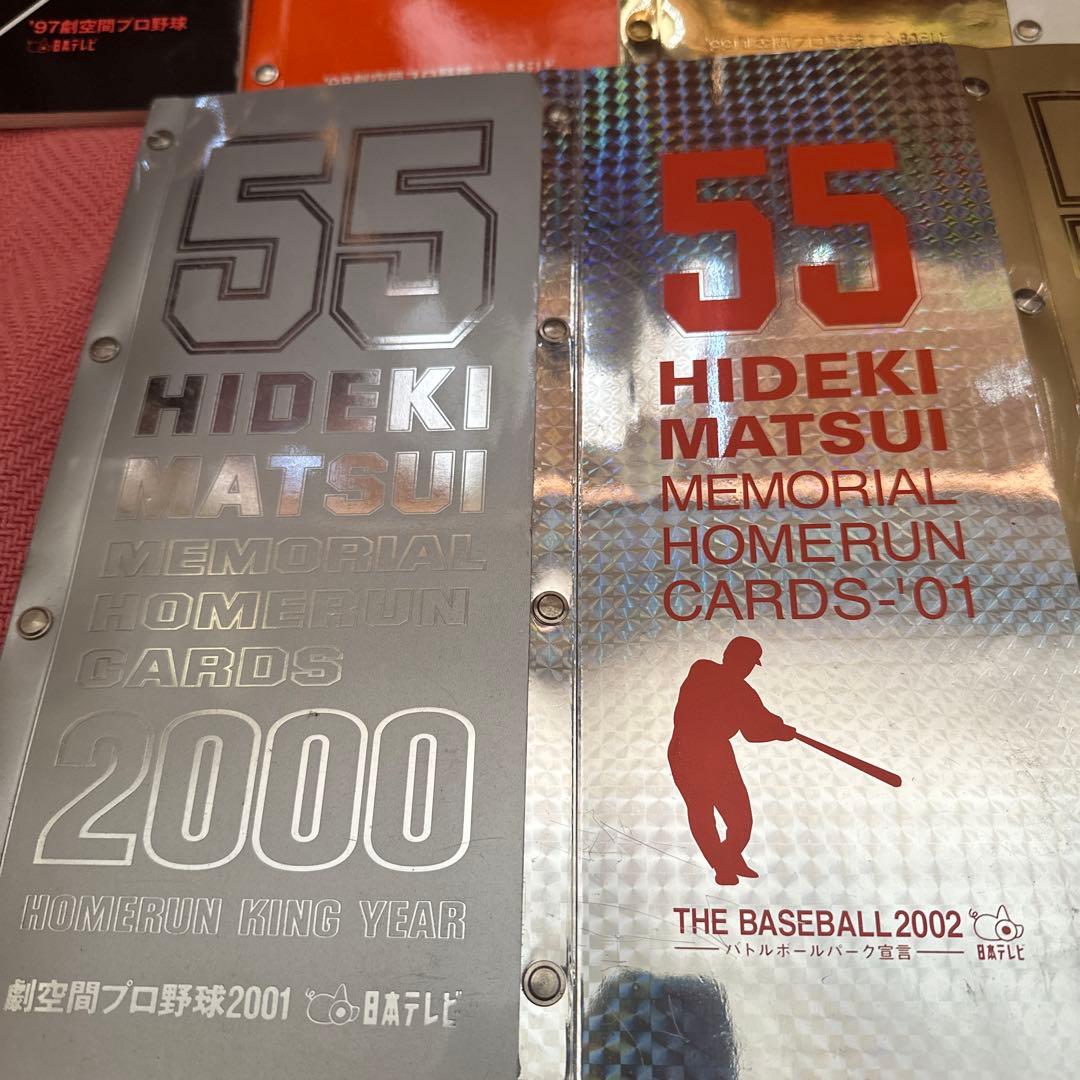 '97劇空間プロ野球
日本テレビ
55
HIDEKI
MATSUI
MEMORIAL
HOMERUN
CARDS
2000
HOMERUN KING YEAR
劇空間プロ野球2001 日本テレビ
55
HIDEKI
MATSUI
MEMORIAL
HOMERUN
CARDS-'01
THE BASEBALL2002
バトルボールパーク宣言
日本テレビ